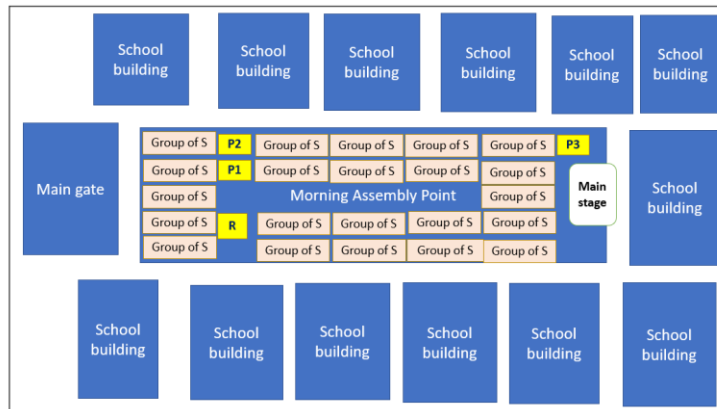 School
building
School
building
School
building
School
building
School
building
School
building
Main gate
Group of S P2 Group of S Group of S Group of S Group of S P3
Group of S P1 Group of S Group of S Group of S Group of S
Group of S Morning Assembly Point Group of S
Main
stage
Group of S R Group of S Group of S Group of S Group of S
Group of S Group of S Group of S Group of S Group of S
School
building
School
building
School
building
School
building
School
building
School
building
School
building